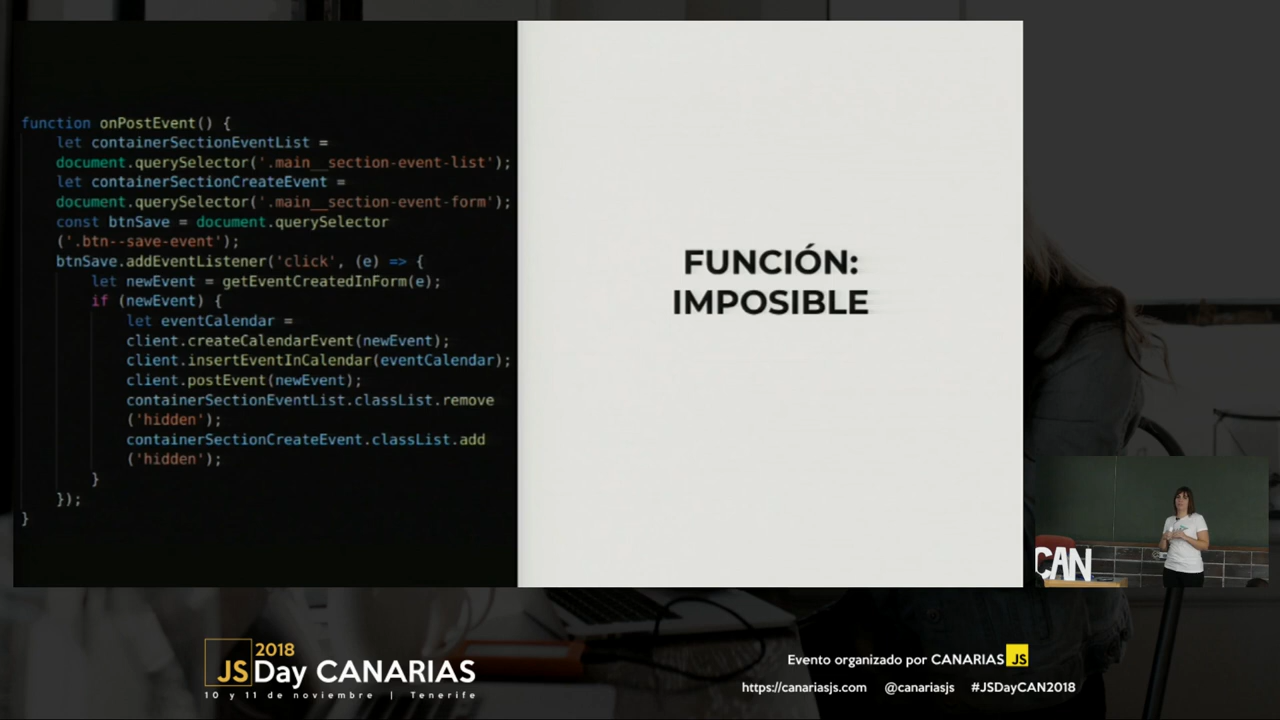 function onPostEvent() {
let containerSectionEventList =
document.querySelector('.main__section-event-list');
let containerSectionCreateEvent =
document.querySelector('.main__section-event-form');
const btnSave = document.querySelector
('.btn--save-event');
btnSave.addEventListener('click', (e) => {
let newEvent = getEventCreatedInForm(e);
if (newEvent) {
let eventCalendar =
client.createCalendarEvent(newEvent);
client.insertEventInCalendar(eventCalendar);
client.postEvent(newEvent);
containerSectionEventList.classList.remove
('hidden');
containerSectionCreateEvent.classList.add
('hidden');
}
});
}
FUNCIÓN:
IMPOSIBLE
CAN
2018
JSDay CANARIAS
10 y 11 de noviembre | Tenerife
Evento organizado por CANARIAS JS
https://canariasjs.com @canariasjs #JSDayCAN2018